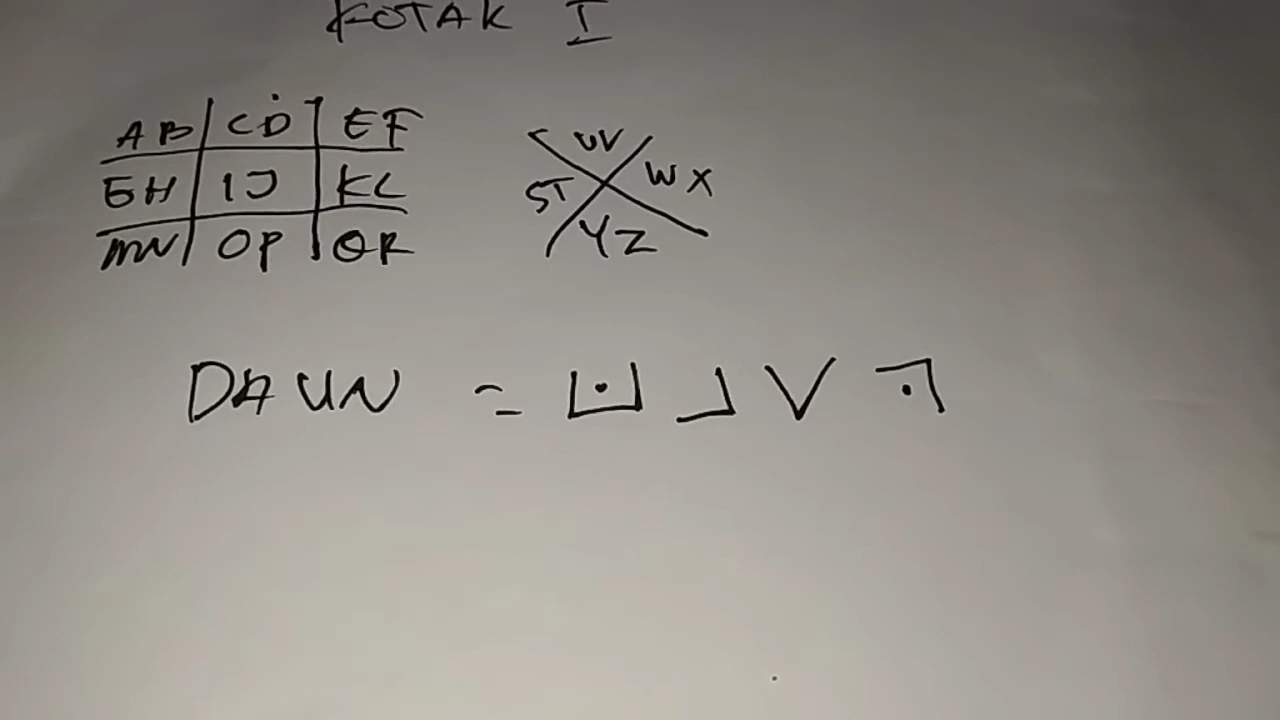 KOTAK I
AB CD EF
GH IJ KL
MN OP QR
UV
ST WX
YZ
DAUN =